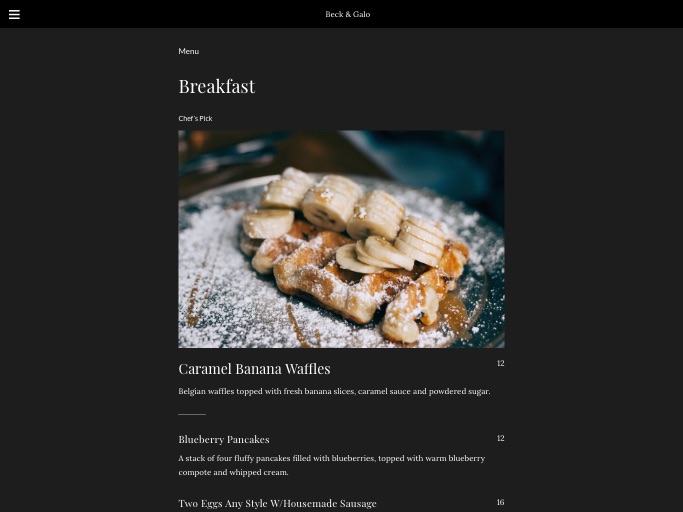 Beck & Galo
Menu
Breakfast
Chef's Pick
Caramel Banana Waffles 12
Belgian waffles topped with fresh banana slices, caramel sauce and powdered sugar.
Blueberry Pancakes 12
A stack of four fluffy pancakes filled with blueberries, topped with warm blueberry
compote and whipped cream.
Two Eggs Any Style W/Housemade Sausage 16